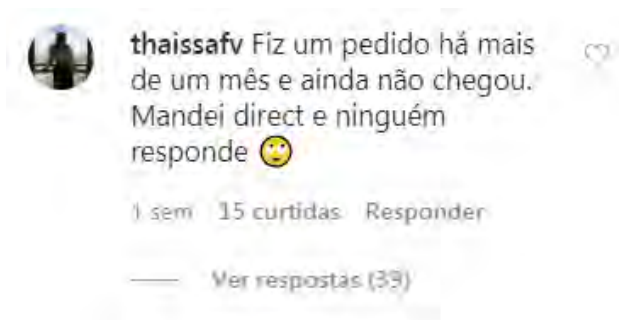 thaissafv Fiz um pedido há mais
de um mês e ainda não chegou.
Mandei direct e ninguém
responde 🙄
1 sem 15 curtidas Responder
Ver respostas (39)